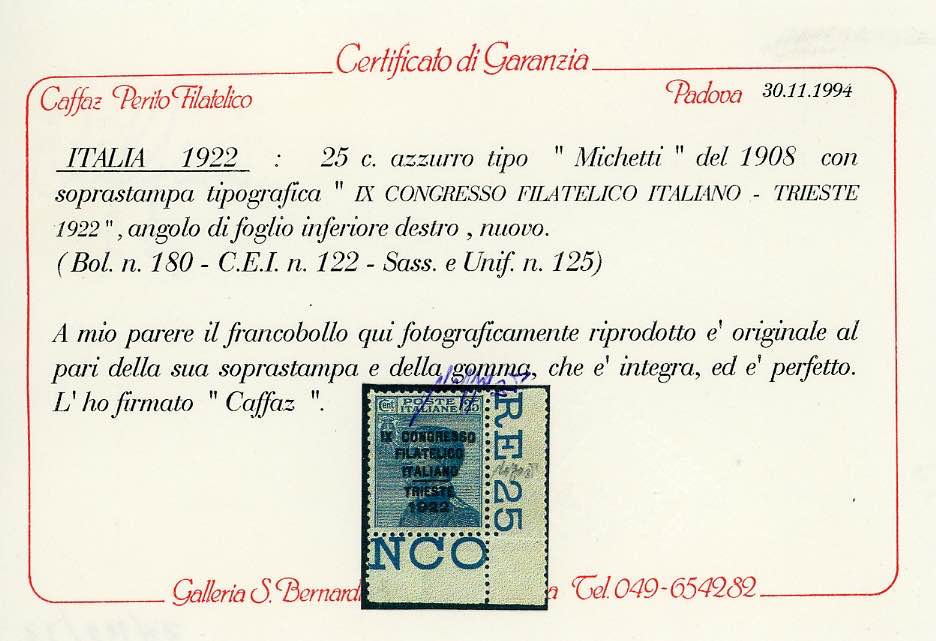 Certificato di Garanzia
Caffaz Perito Filatelico
Padova 30.11.1994
ITALIA 1922 : 25 c. azzurro tipo " Michetti " del 1908 con
soprastampa tipografica " IX CONGRESSO FILATELICO ITALIANO - TRIESTE
1922 ", angolo di foglio inferiore destro , nuovo.
( Bol. n. 180 - C.E.I. n. 122 - Sass. e Unif. n. 125)
A mio parere il francobollo qui fotograficamente riprodotto e' originale al
pari della sua soprastampa e della gomma, che e' integra, ed e' perfetto.
L' ho firmato " Caffaz ".
POSTE
ITALIANE 25
IX CONGRESSO
FILATELICO
ITALIANO
TRIESTE
1922
RE 25
NCO
Galleria S. Bernard
a Tel. 049-654282